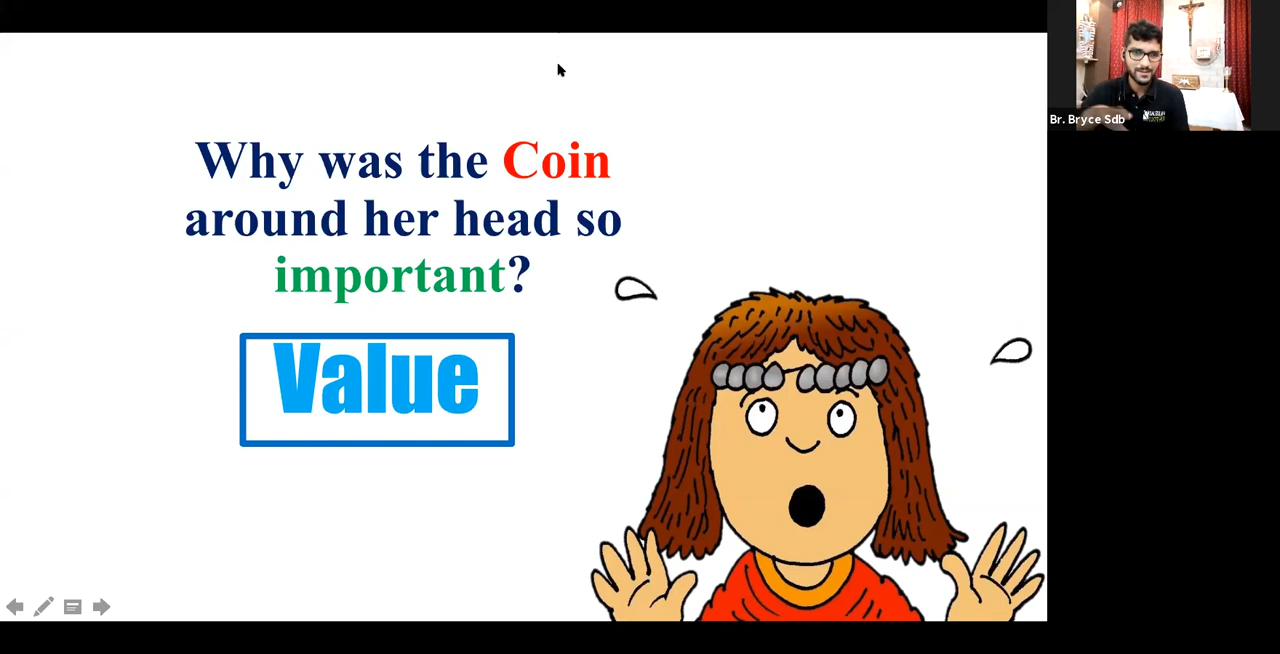 Why was the Coin
around her head so
important?
Value
Br. Bryce Sdb